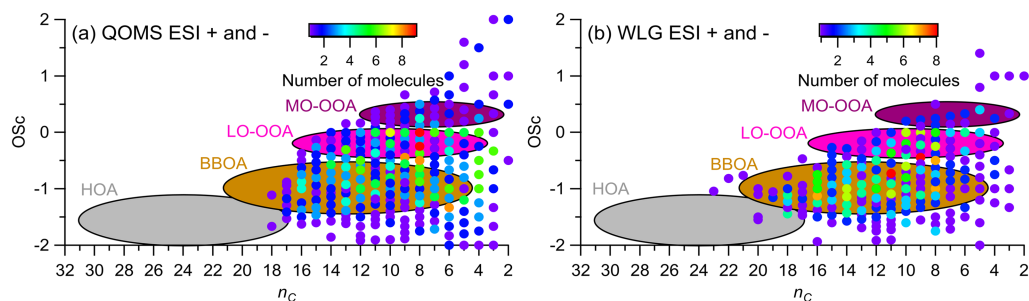 (a) QOMS ESI + and -
2 4 6 8
Number of molecules
MO-OOA
LO-OOA
BBOA
HOA
OSc
2
1
0
-1
-2
32 30 28 26 24 22 20 18 16 14 12 10 8 6 4 2
nC
(b) WLG ESI + and -
2 4 6 8
Number of molecules
MO-OOA
LO-OOA
BBOA
HOA
OSc
2
1
0
-1
-2
32 30 28 26 24 22 20 18 16 14 12 10 8 6 4 2
nC